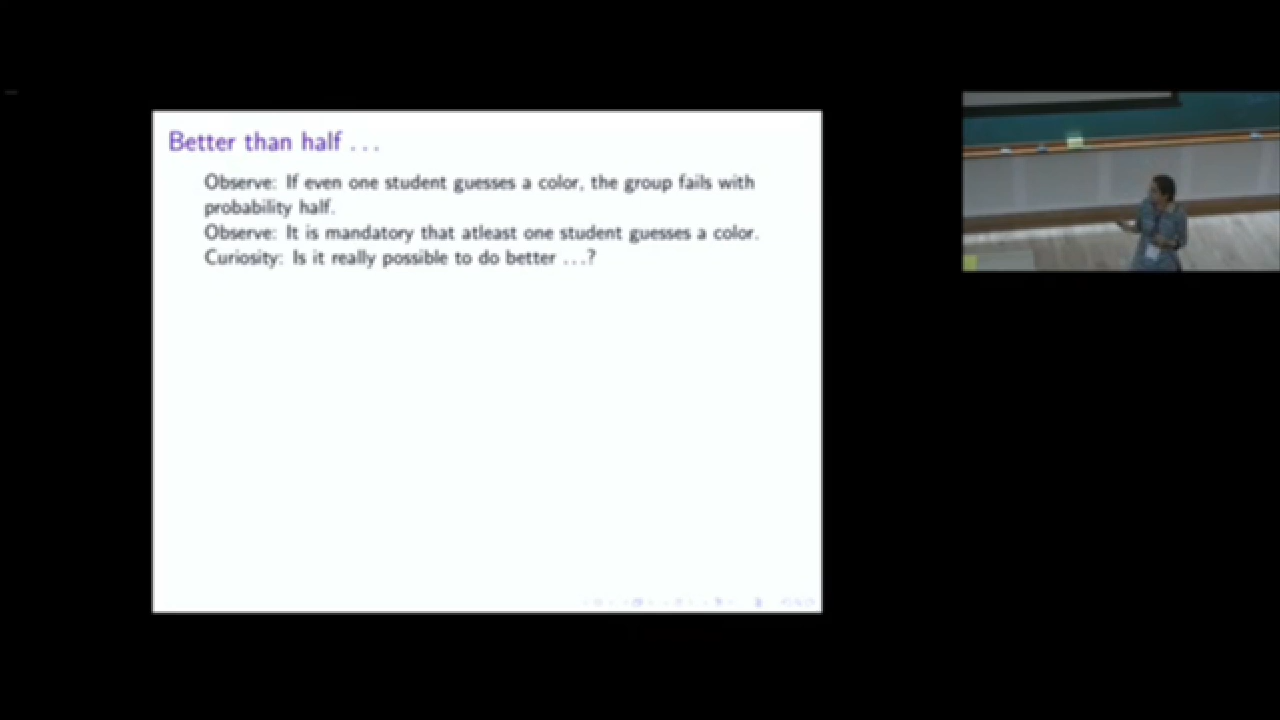 Better than half ...
Observe: If even one student guesses a color, the group fails with
probability half.
Observe: It is mandatory that atleast one student guesses a color.
Curiosity: Is it really possible to do better ...?